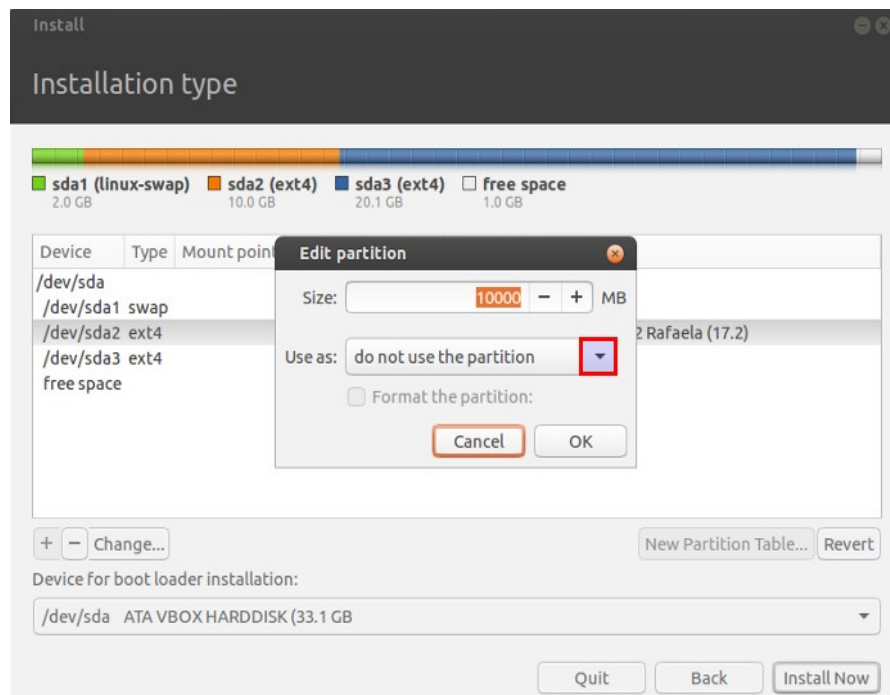 Install
Installation type
sda1 (linux-swap) sda2 (ext4) sda3 (ext4) free space
2.0 GB 10.0 GB 20.1 GB 1.0 GB
Device Type Mount point
Edit partition
/dev/sda
/dev/sda1 swap
/dev/sda2 ext4 2 Rafaela (17.2)
/dev/sda3 ext4
free space
Size: 10000 − + MB
Use as: do not use the partition
Format the partition:
Cancel OK
+ − Change... New Partition Table... Revert
Device for boot loader installation:
/dev/sda ATA VBOX HARDDISK (33.1 GB
Quit Back Install Now